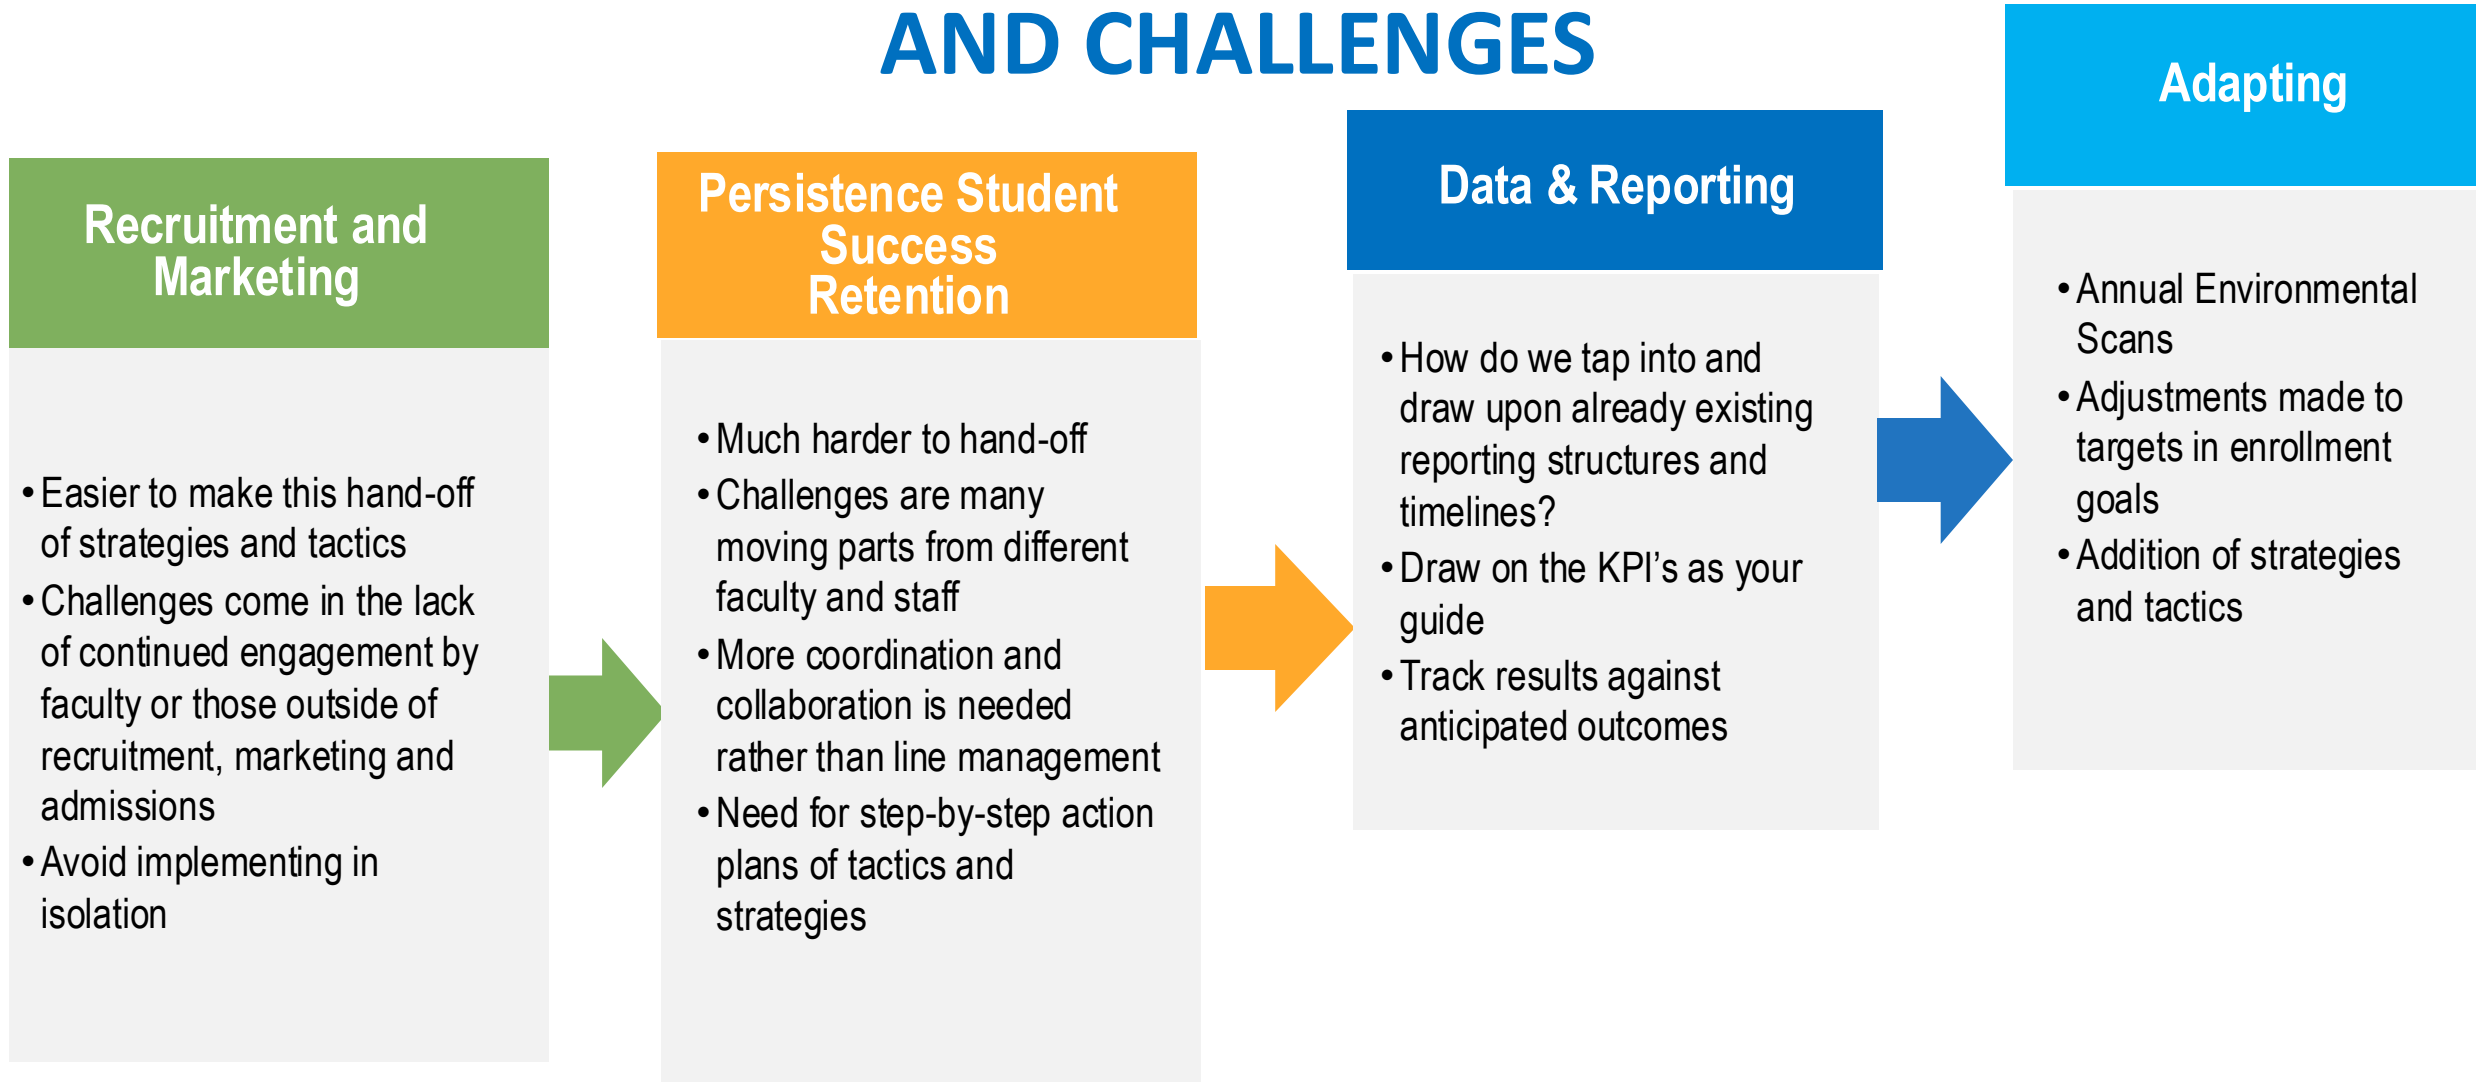 AND CHALLENGES
Recruitment and
Marketing
•Easier to make this hand-off
of strategies and tactics
•Challenges come in the lack
of continued engagement by
faculty or those outside of
recruitment, marketing and
admissions
•Avoid implementing in
isolation
Persistence Student
Success
Retention
•Much harder to hand-off
•Challenges are many
moving parts from different
faculty and staff
•More coordination and
collaboration is needed
rather than line management
•Need for step-by-step action
plans of tactics and
strategies
Data & Reporting
•How do we tap into and
draw upon already existing
reporting structures and
timelines?
•Draw on the KPI’s as your
guide
•Track results against
anticipated outcomes
Adapting
•Annual Environmental
Scans
•Adjustments made to
targets in enrollment
goals
•Addition of strategies
and tactics